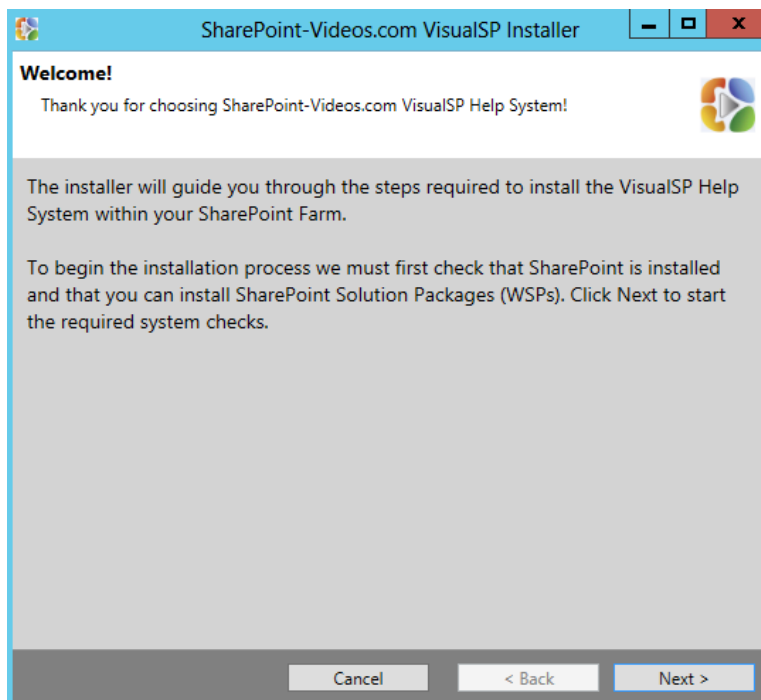 SharePoint-Videos.com VisualSP Installer
Welcome!
Thank you for choosing SharePoint-Videos.com VisualSP Help System!
The installer will guide you through the steps required to install the VisualSP Help
System within your SharePoint Farm.
To begin the installation process we must first check that SharePoint is installed
and that you can install SharePoint Solution Packages (WSPs). Click Next to start
the required system checks.
Cancel
< Back
Next >